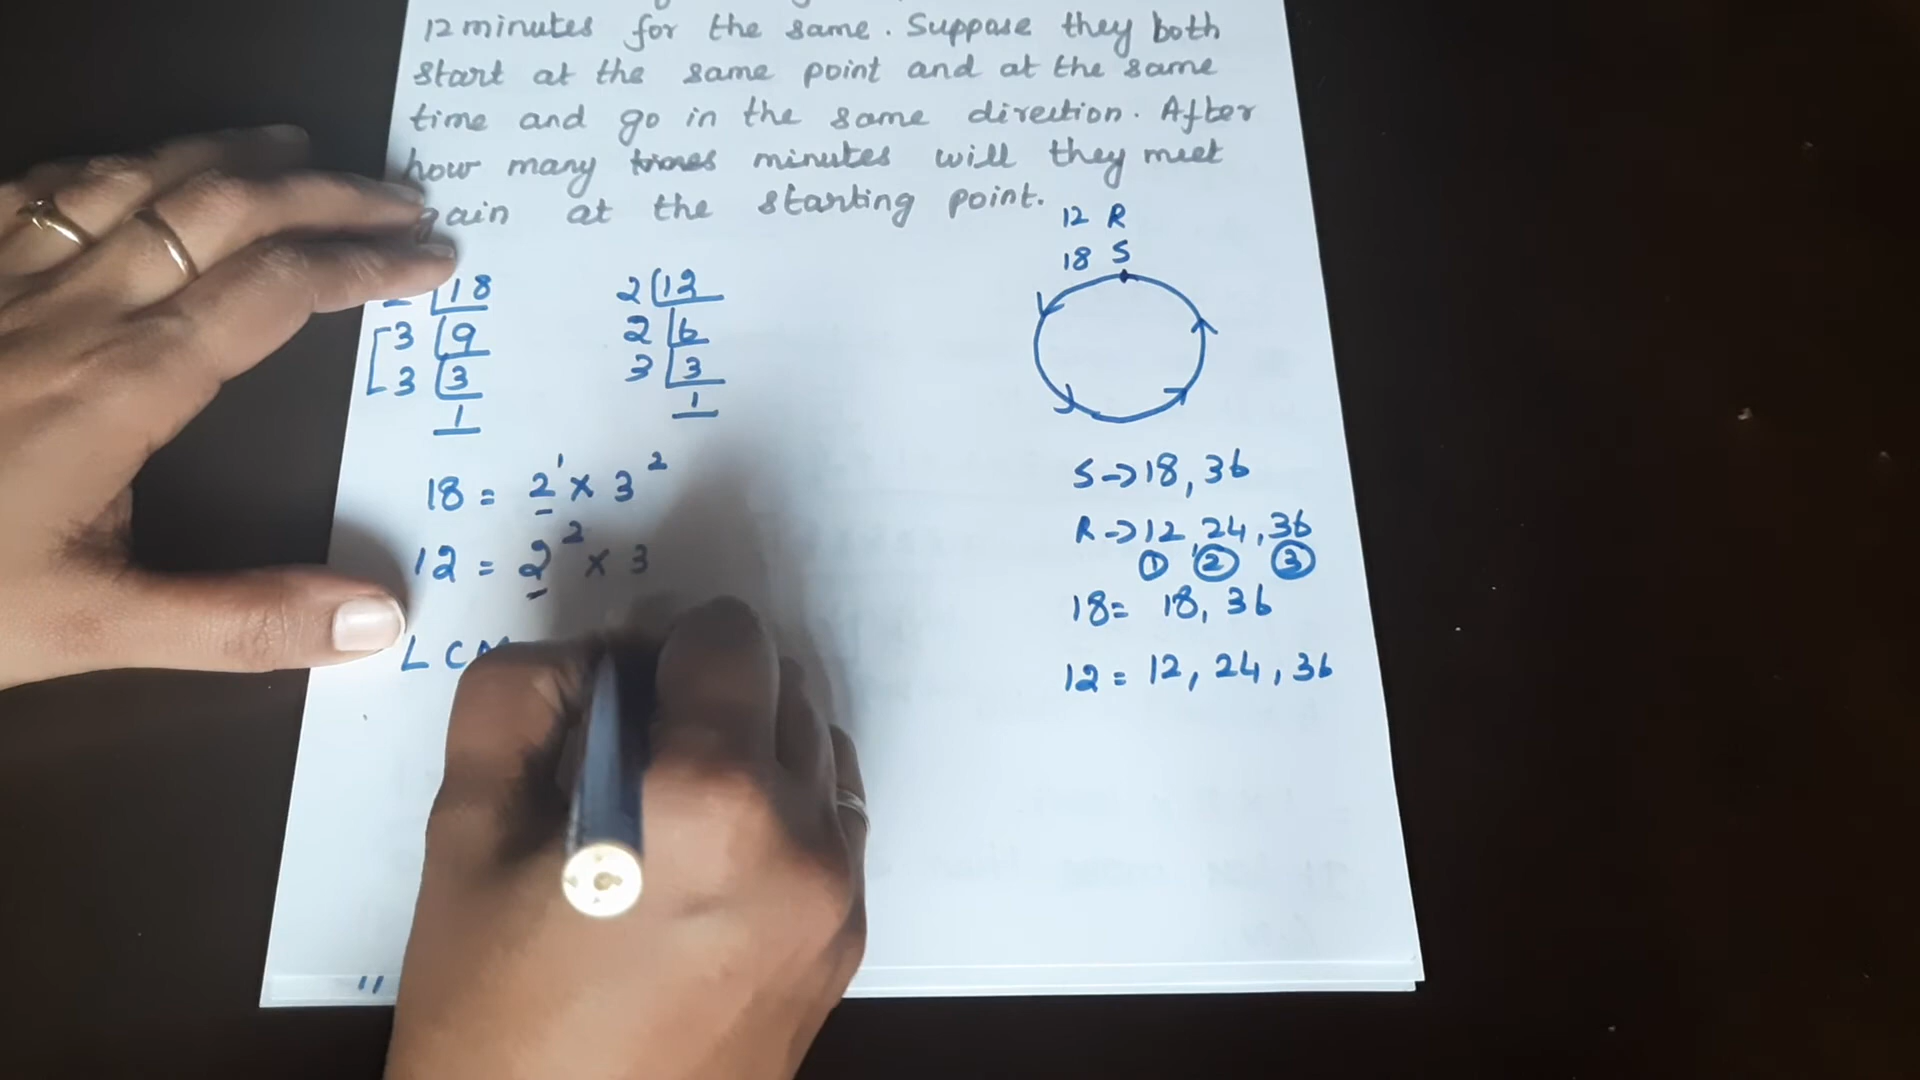 12 minutes for the same. Suppose they both
start at the same point and at the same
time and go in the same direction. After
how many minutes will they meet
gain at the starting point.
12 R
18 S
18
3 9
3 3
1
2 12
2 6
3 3
1
18 = 2¹ × 3²
12 = 2² × 3
LCM
S → 18, 36
R → 12, 24, 36
1 2 3
18 = 18, 36
12 = 12, 24, 36